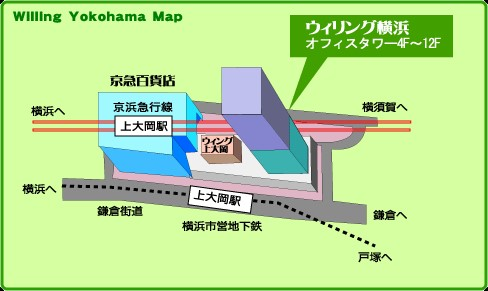 Willing Yokohama Map
ウィリング横浜
オフィスタワー4F～12F
京急百貨店
横浜へ
京浜急行線
横須賀へ
上大岡駅
ウィング
上大岡
横浜へ
上大岡駅
鎌倉街道
鎌倉へ
横浜市営地下鉄
戸塚へ